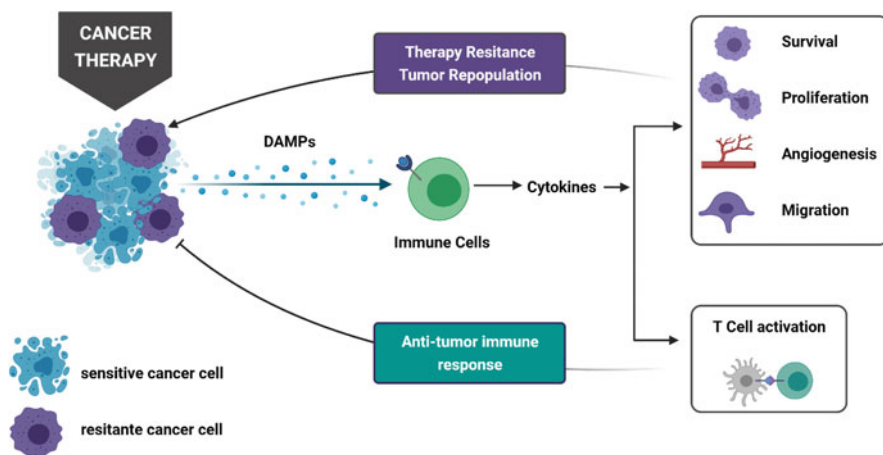 CANCER
THERAPY
Therapy Resitance
Tumor Repopulation
DAMPs
Immune Cells
Cytokines
Survival
Proliferation
Angiogenesis
Migration
Anti-tumor immune
response
T Cell activation
sensitive cancer cell
resitante cancer cell